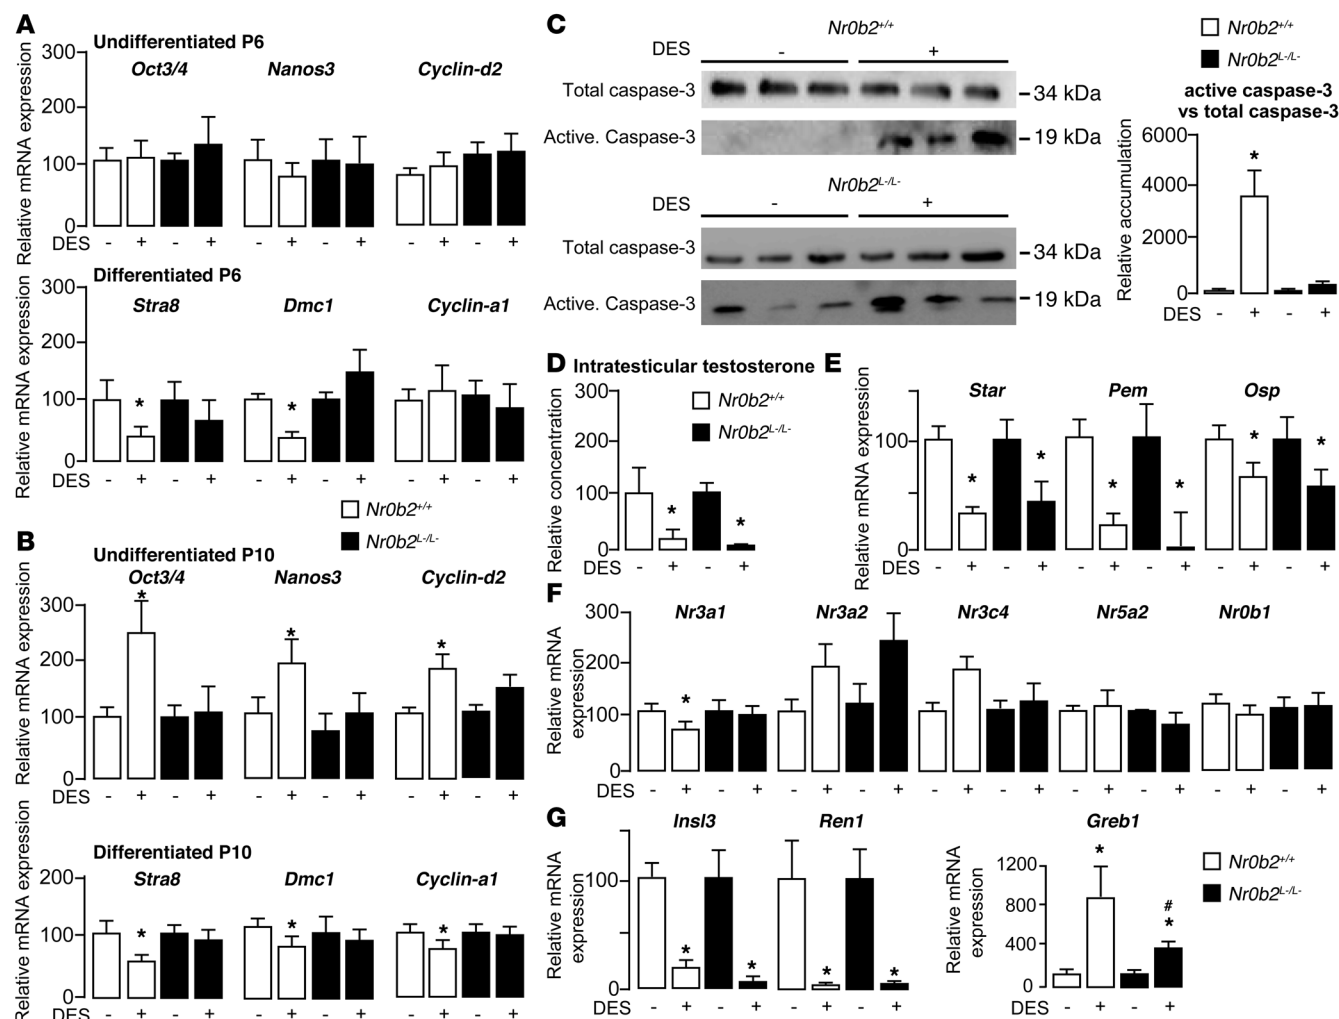 A
Undifferentiated P6
Relative mRNA expression
300
200
100
0
Oct3/4 Nanos3 Cyclin-d2
DES - + - + - + - + - + - +
Differentiated P6
Relative mRNA expression
300
200
100
0
Stra8 Dmc1 Cyclin-a1
* *
DES - + - + - + - + - + - +
Nr0b2+/+
Nr0b2L-/L-
B
Undifferentiated P10
Relative mRNA expression
300
200
100
0
Oct3/4 Nanos3 Cyclin-d2
* * *
DES - + - + - + - + - + - +
Differentiated P10
Relative mRNA expression
200
100
0
Stra8 Dmc1 Cyclin-a1
* * *
DES - + - + - + - + - + - +
C
Nr0b2+/+
DES - +
Total caspase-3 34 kDa
Active. Caspase-3 19 kDa
Nr0b2L-/L-
DES - +
Total caspase-3 34 kDa
Active. Caspase-3 19 kDa
Nr0b2+/+
Nr0b2L-/L-
active caspase-3
vs total caspase-3
Relative accumulation
6000
4000
2000
0
*
DES - + - +
D Intratesticular testosterone
Relative concentration
300
200
100
0
Nr0b2+/+
Nr0b2L-/L-
* *
DES - + - +
E
Relative mRNA expression
100
0
Star Pem Osp
* * * * * *
DES - + - + - + - + - + - +
F
Relative mRNA
expression
300
200
100
0
Nr3a1 Nr3a2 Nr3c4 Nr5a2 Nr0b1
*
DES - + - + - + - + - + - + - + - + - + - +
G
Relative mRNA
expression
100
0
Insl3 Ren1
* * * *
DES - + - + - + - +
Greb1
Relative mRNA
expression
1200
800
400
0
*
#
*
DES - + - +
Nr0b2+/+
Nr0b2L-/L-